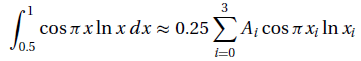 ∫_{0.5}^{1} cos πx ln x dx ≈ 0.25 ∑_{i=0}^{3} A_i cos πx_i ln x_i